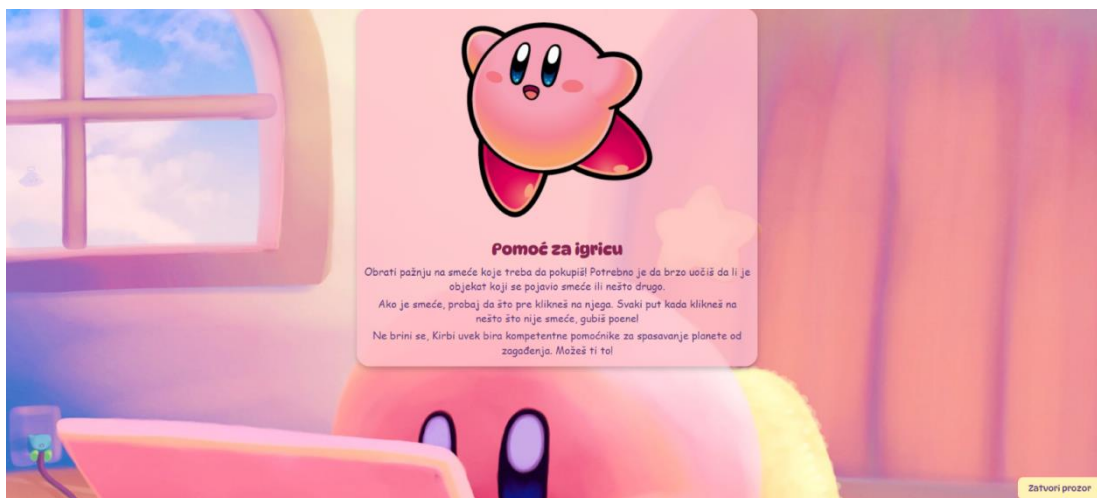 Pomoć za igricu
Obrati pažnju na smeće koje treba da pokupiš! Potrebno je da brzo uočiš da li je
objekat koji se pojavio smeće ili nešto drugo.
Ako je smeće, probaj da što pre klikneš na njega. Svaki put kada klikneš na
nešto što nije smeće, gubiš poene!
Ne brini se, Kirbi uvek bira kompetentne pomoćnike za spasavanje planete od
zagađenja. Možeš ti to!
Zatvori prozor